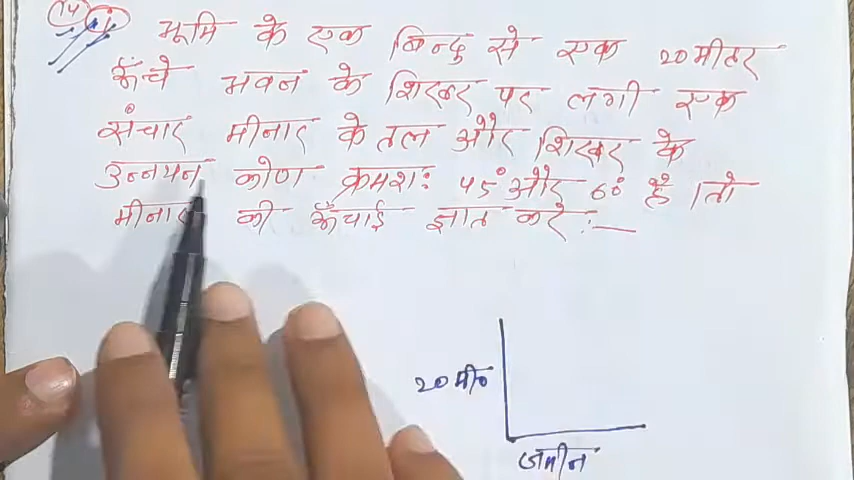 14 भूमि के एक बिन्दु से एक 20 मीटर
ऊँचे भवन के शिखर पर लगी एक
संचार मीनार के तल और शिखर के
उन्नयन कोण क्रमशः 45° और 60° है । तो
मीनार की ऊँचाई ज्ञात करें :—
20 मी०
जमीन